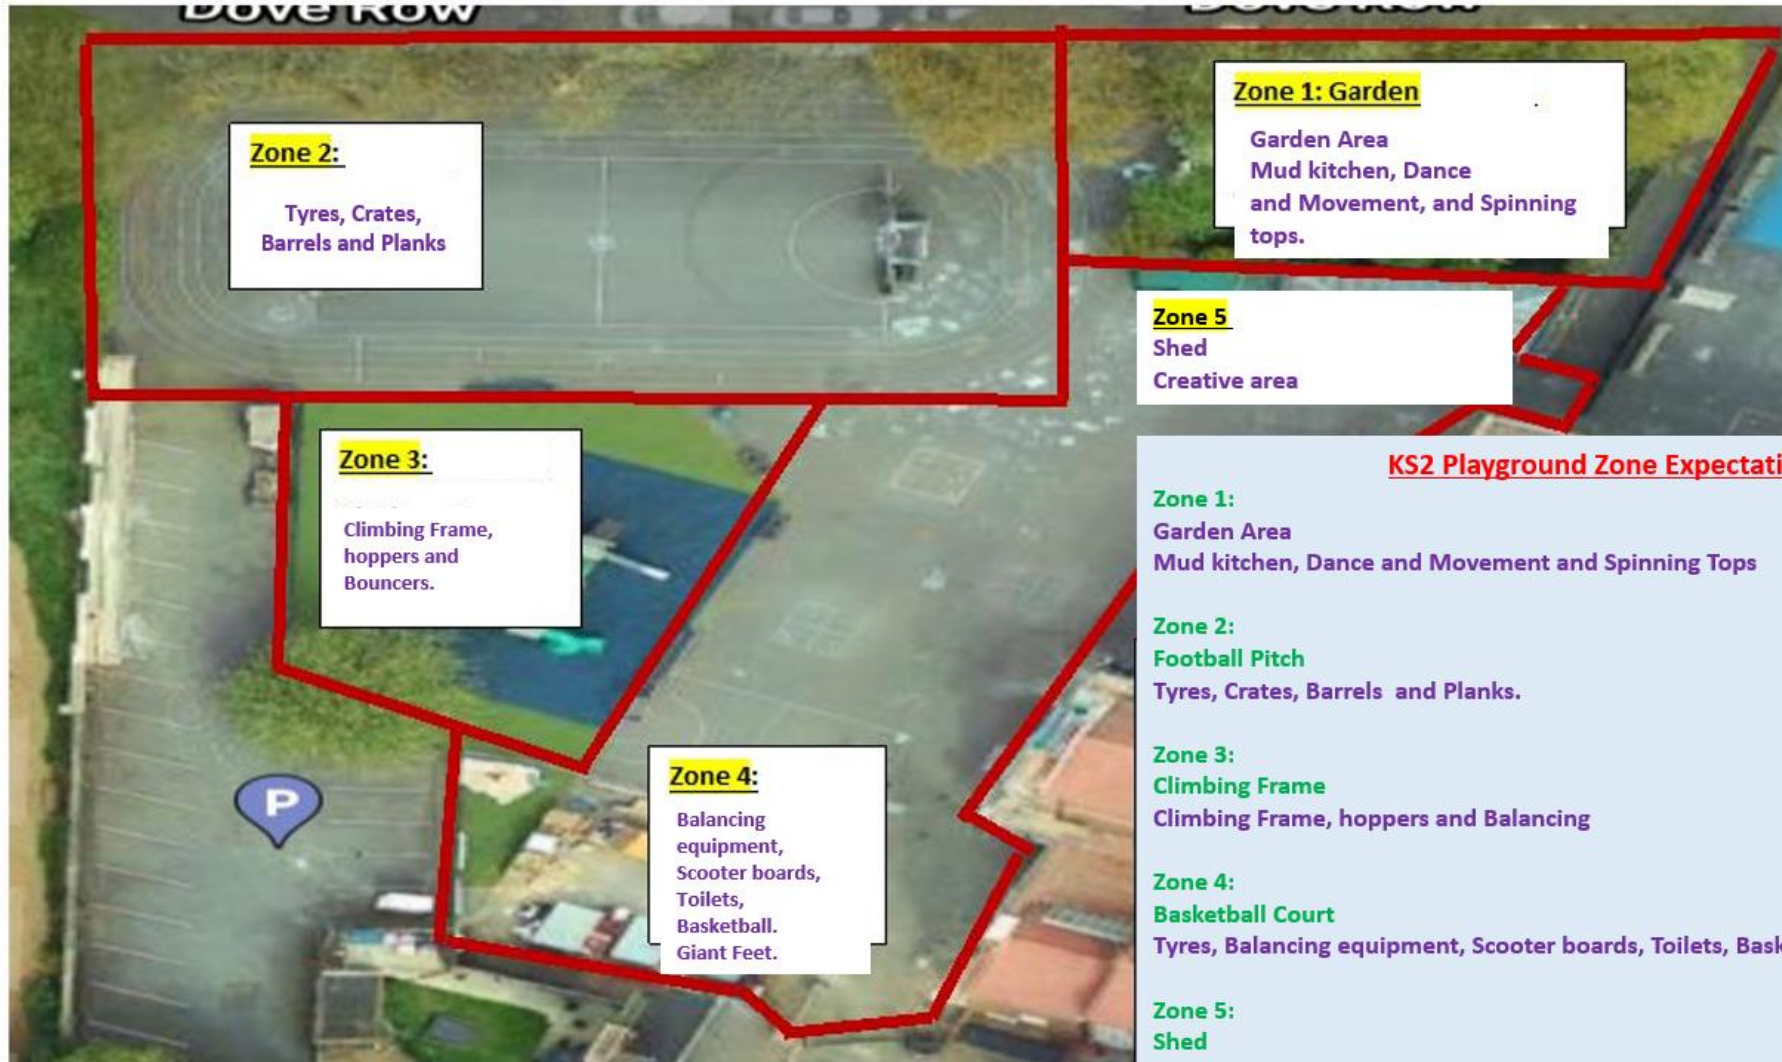 Dove Row
Dove Row
Zone 2:
Tyres, Crates,
Barrels and Planks
Zone 1: Garden
Garden Area
Mud kitchen, Dance
and Movement, and Spinning
tops.
Zone 5
Shed
Creative area
Zone 3:
Climbing Frame,
hoppers and
Bouncers.
Zone 4:
Balancing
equipment,
Scooter boards,
Toilets,
Basketball.
Giant Feet.
P
KS2 Playground Zone Expectati
Zone 1:
Garden Area
Mud kitchen, Dance and Movement and Spinning Tops
Zone 2:
Football Pitch
Tyres, Crates, Barrels and Planks.
Zone 3:
Climbing Frame
Climbing Frame, hoppers and Balancing
Zone 4:
Basketball Court
Tyres, Balancing equipment, Scooter boards, Toilets, Bask
Zone 5:
Shed